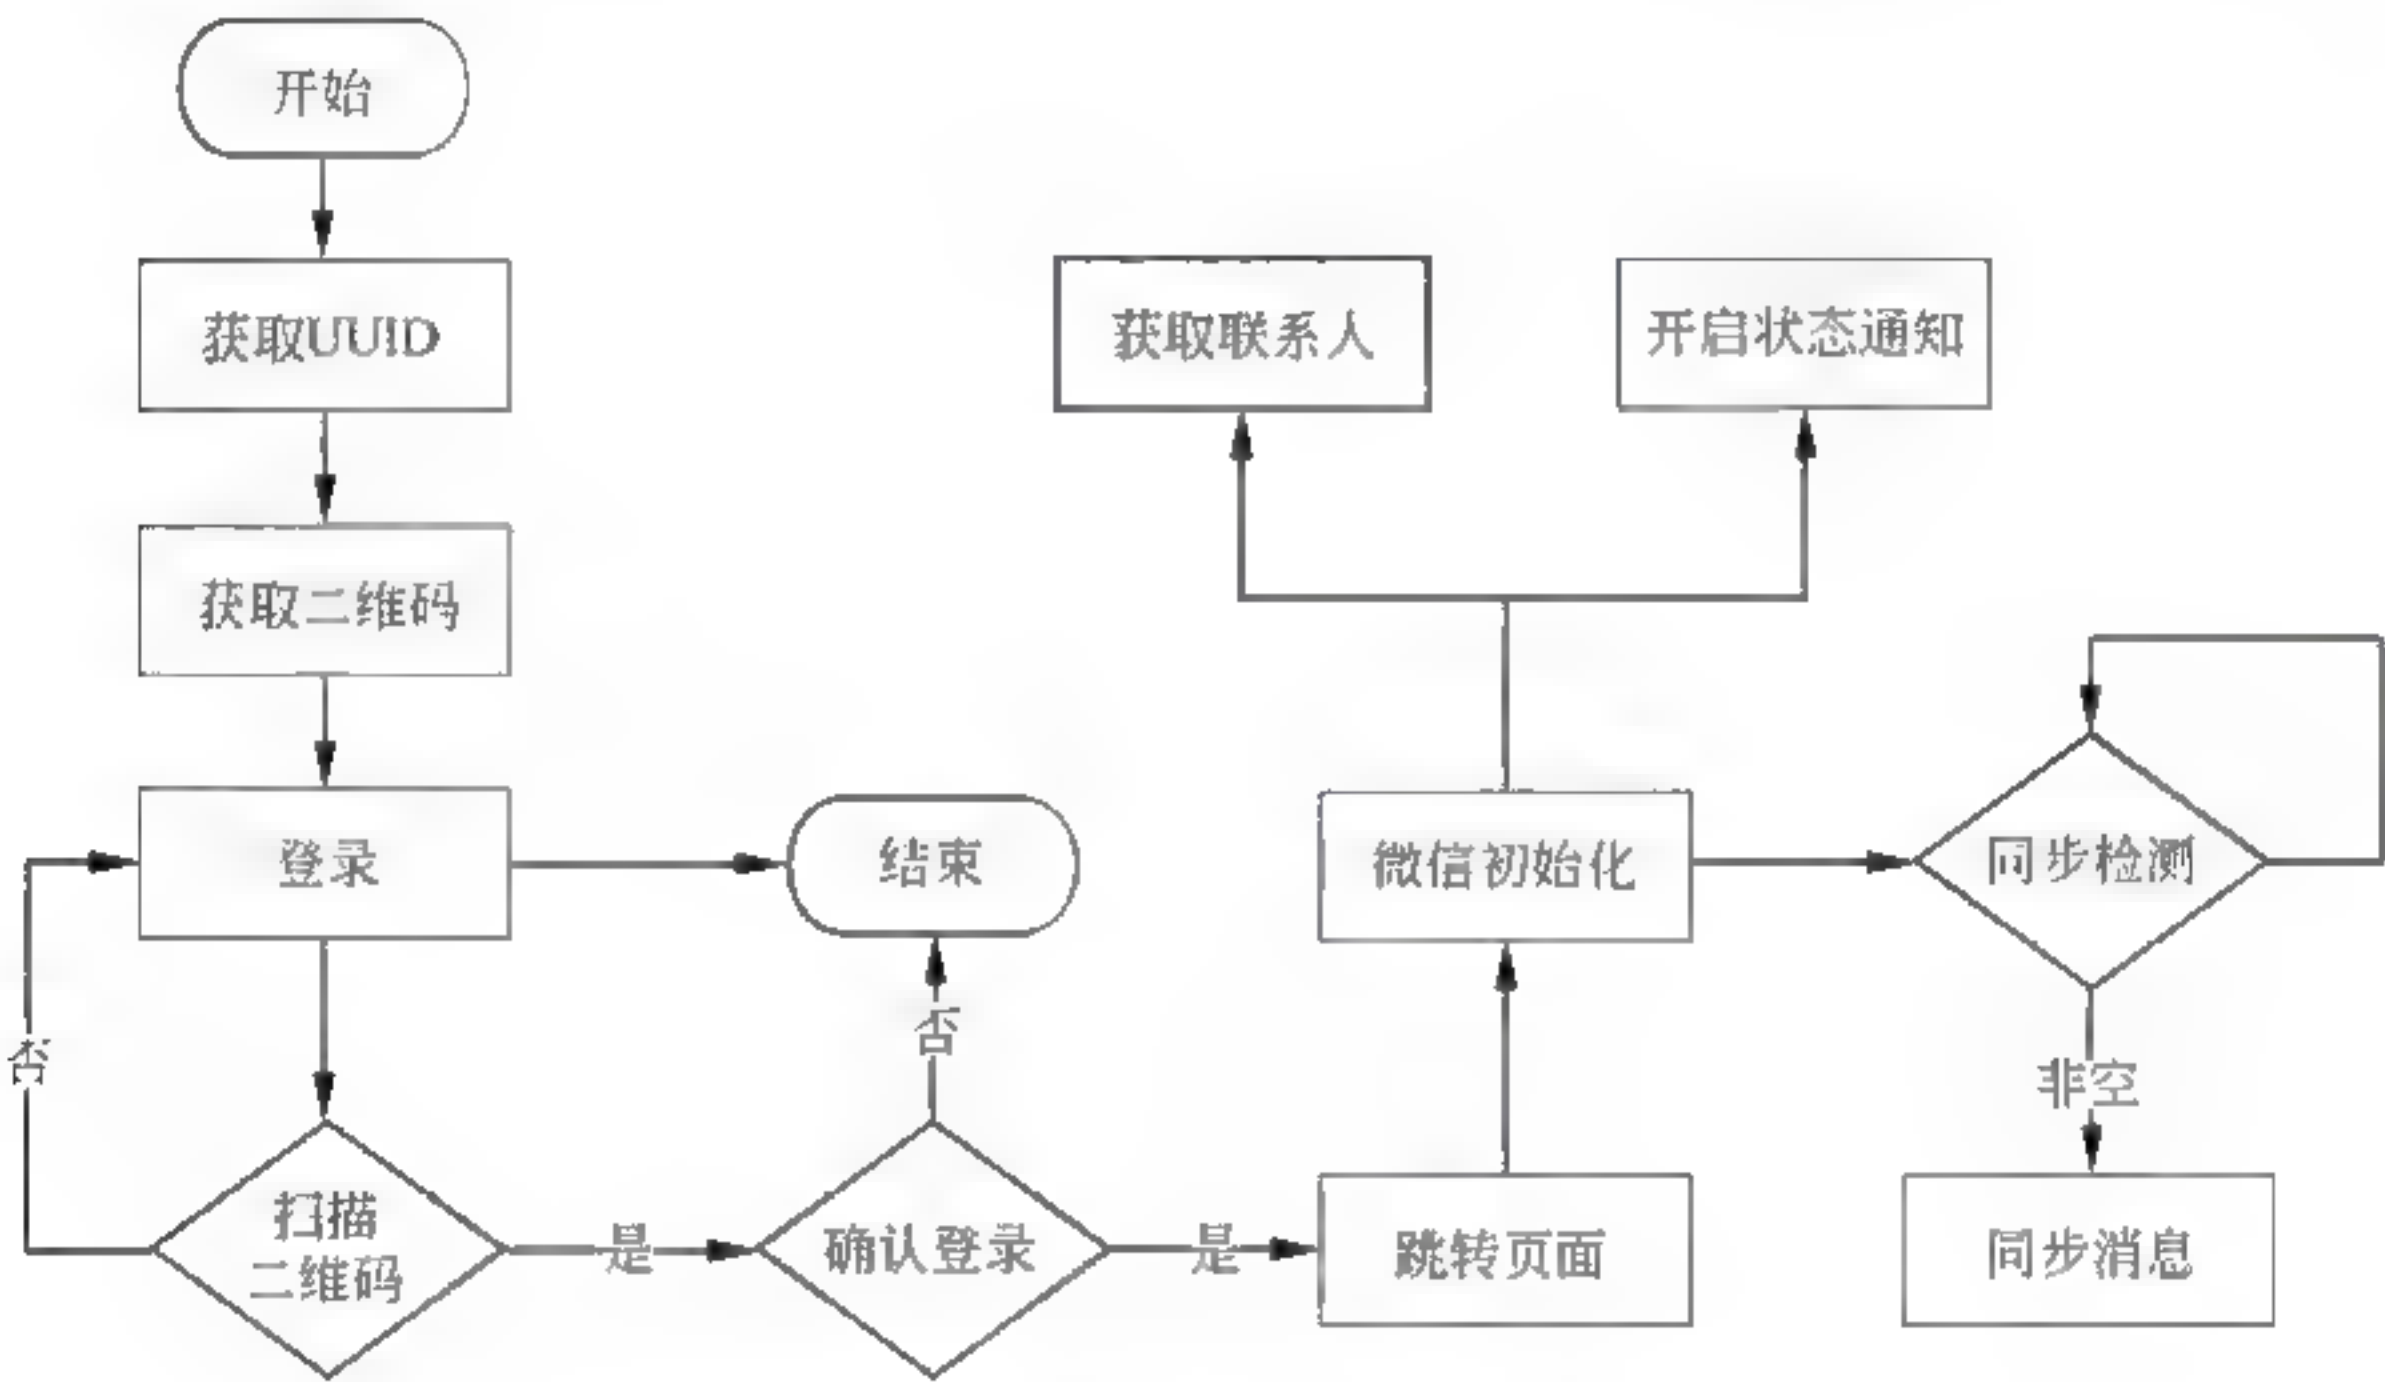 开始
获取UUID
获取联系人
开启状态通知
获取二维码
登录
结束
微信初始化
同步检测
否
否
非空
扫描
二维码
是
确认登录
是
跳转页面
同步消息